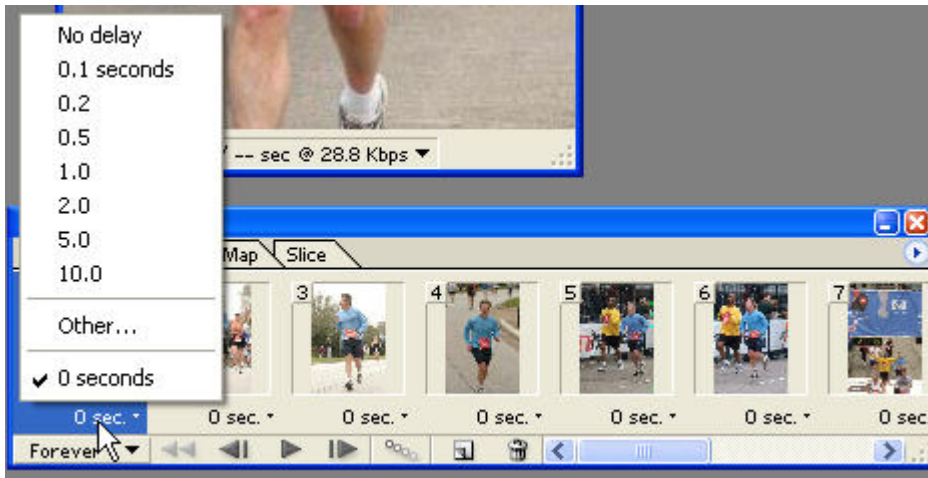 No delay
0.1 seconds
0.2
0.5
1.0
2.0
5.0
10.0
Other...
0 seconds
-- sec @ 28.8 Kbps
Map Slice
3 4 5 6 7
0 sec. 0 sec. 0 sec. 0 sec. 0 sec. 0 sec. 0 sec
Forever